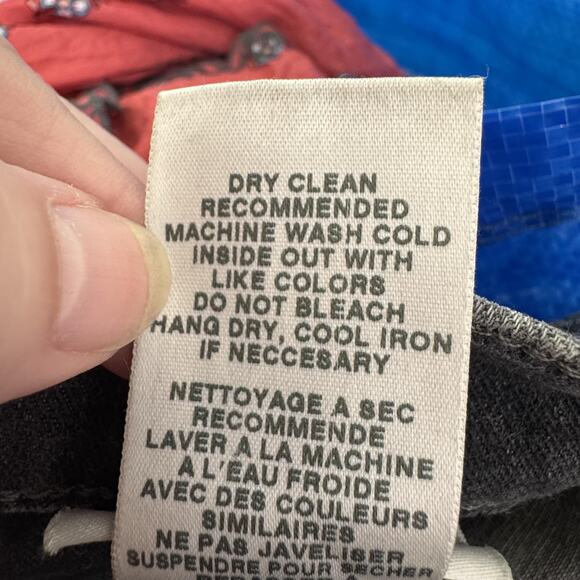 DRY CLEAN
RECOMMENDED
MACHINE WASH COLD
INSIDE OUT WITH
LIKE COLORS
DO NOT BLEACH
HANG DRY, COOL IRON
IF NECCESARY
NETTOYAGE A SEC
RECOMMENDE
LAVER A LA MACHINE
A L'EAU FROIDE
AVEC DES COULEURS
SIMILAIRES
NE PAS JAVELISER
SUSPENDRE POUR SECHER